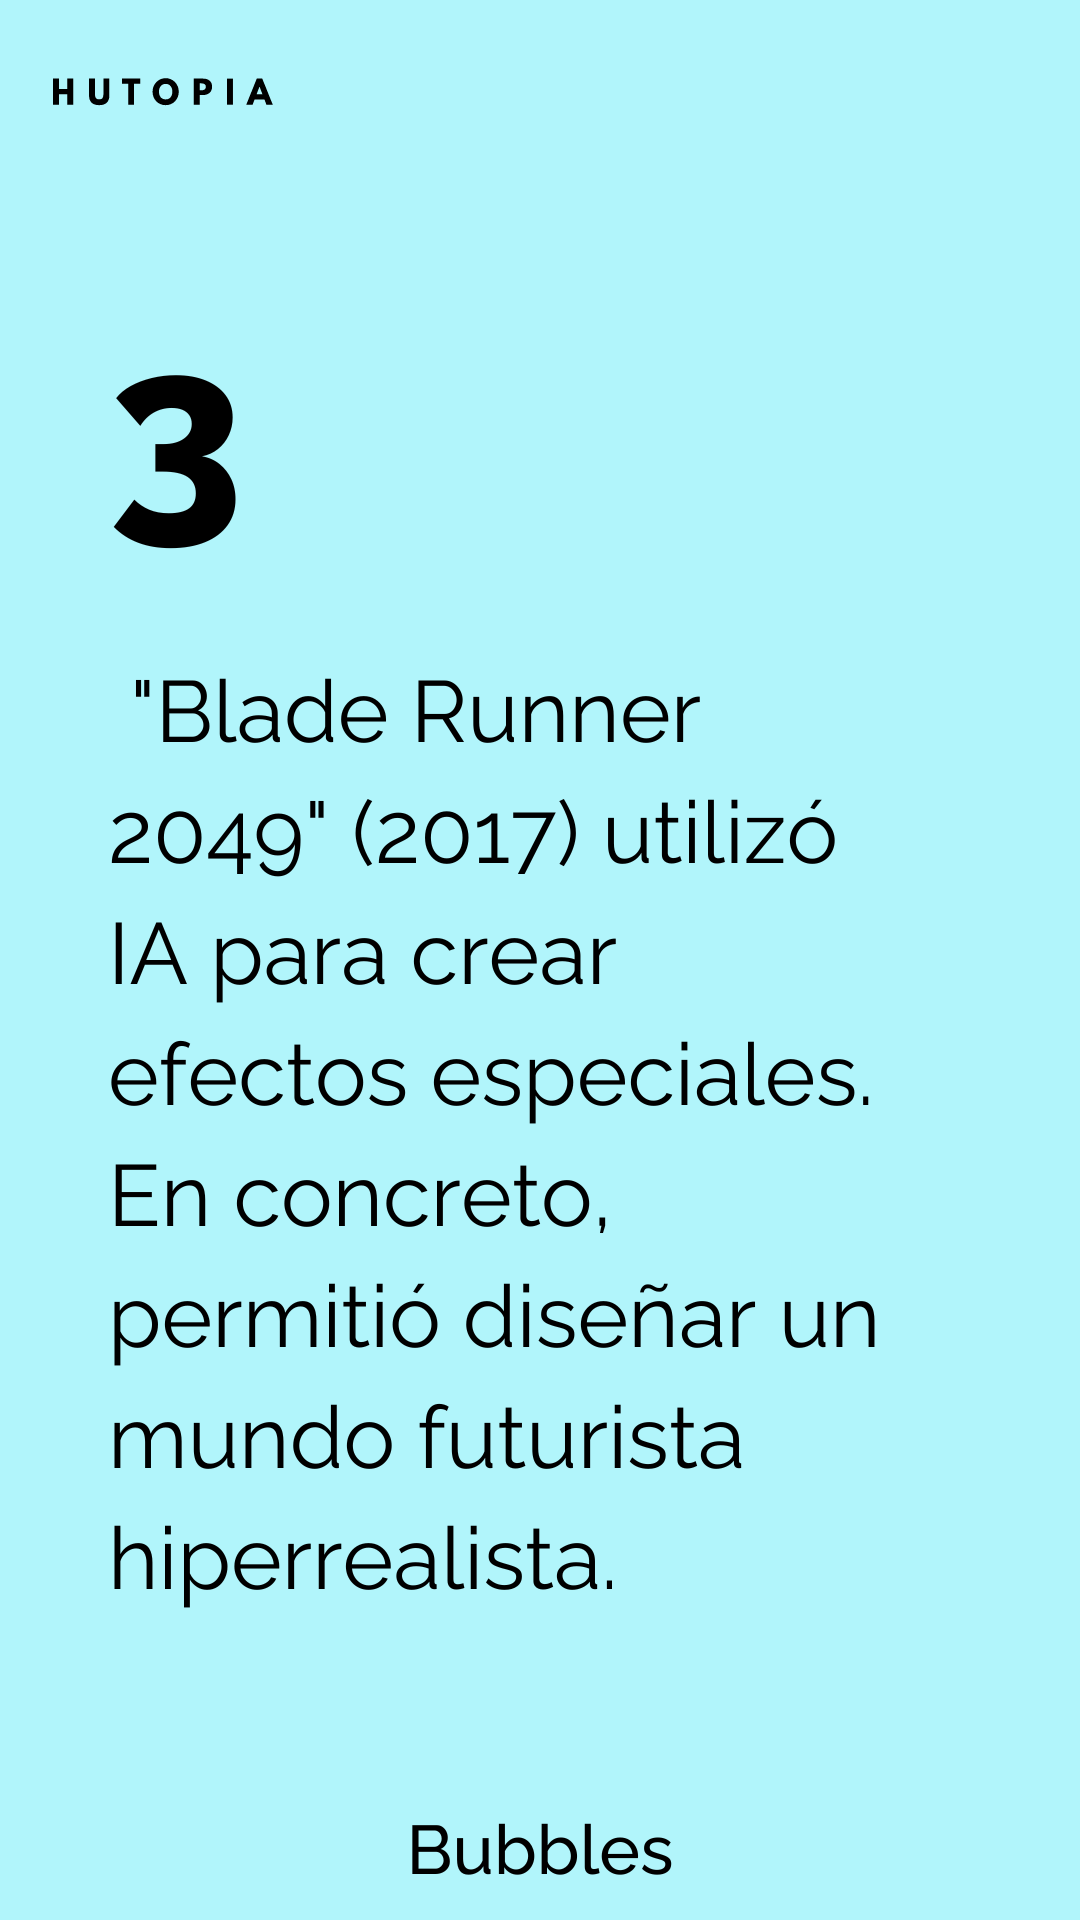 HUTOPIA
3
"Blade Runner
2049" (2017) utilizó
IA para crear
efectos especiales.
En concreto,
permitió diseñar un
mundo futurista
hiperrealista.
Bubbles